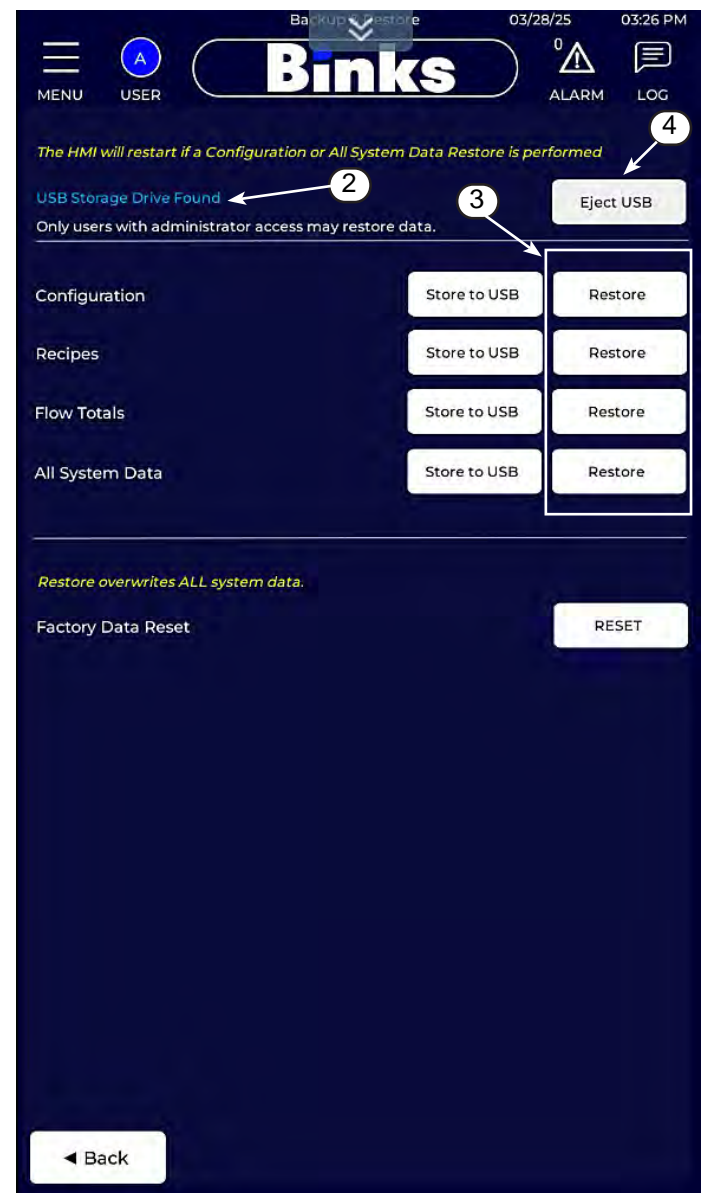 Backup & Restore 03/28/25 03:26 PM
A
Binks
0
MENU USER ALARM LOG
4
The HMI will restart if a Configuration or All System Data Restore is performed
2
USB Storage Drive Found
3
Eject USB
Only users with administrator access may restore data.
Configuration Store to USB Restore
Recipes Store to USB Restore
Flow Totals Store to USB Restore
All System Data Store to USB Restore
Restore overwrites ALL system data.
Factory Data Reset RESET
◄ Back